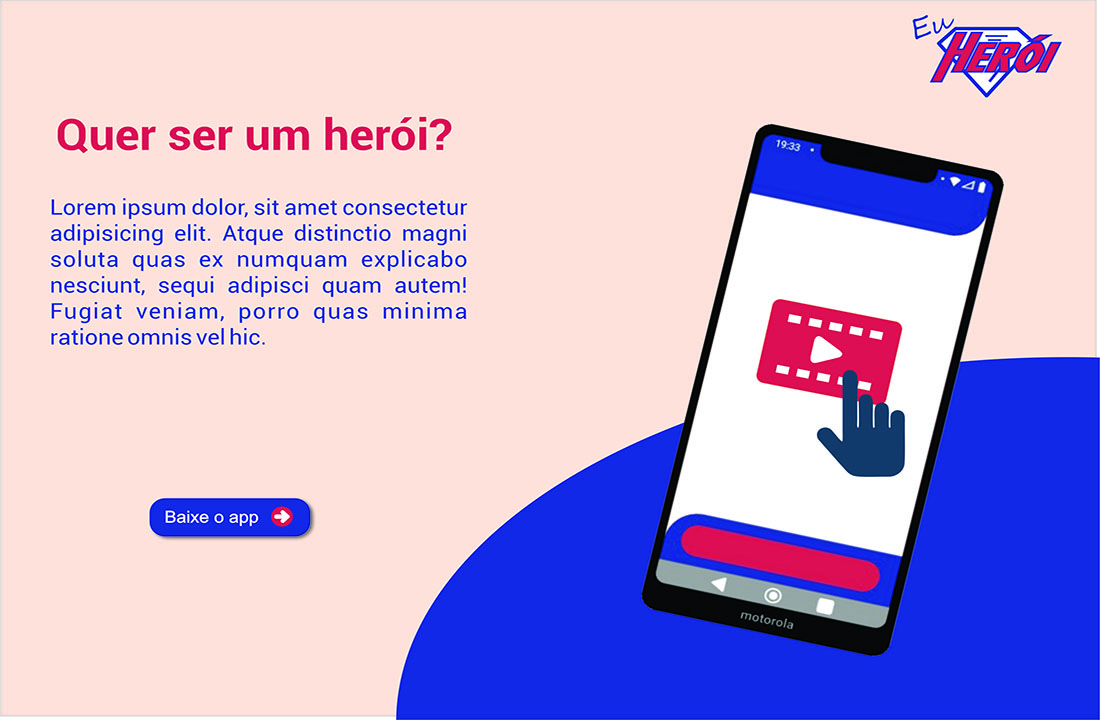 Eu
HERÓI
Quer ser um herói?
Lorem ipsum dolor, sit amet consectetur
adipisicing elit. Atque distinctio magni
soluta quas ex numquam explicabo
nesciunt, sequi adipisci quam autem!
Fugiat veniam, porro quas minima
ratione omnis vel hic.
Baixe o app
19:33
motorola